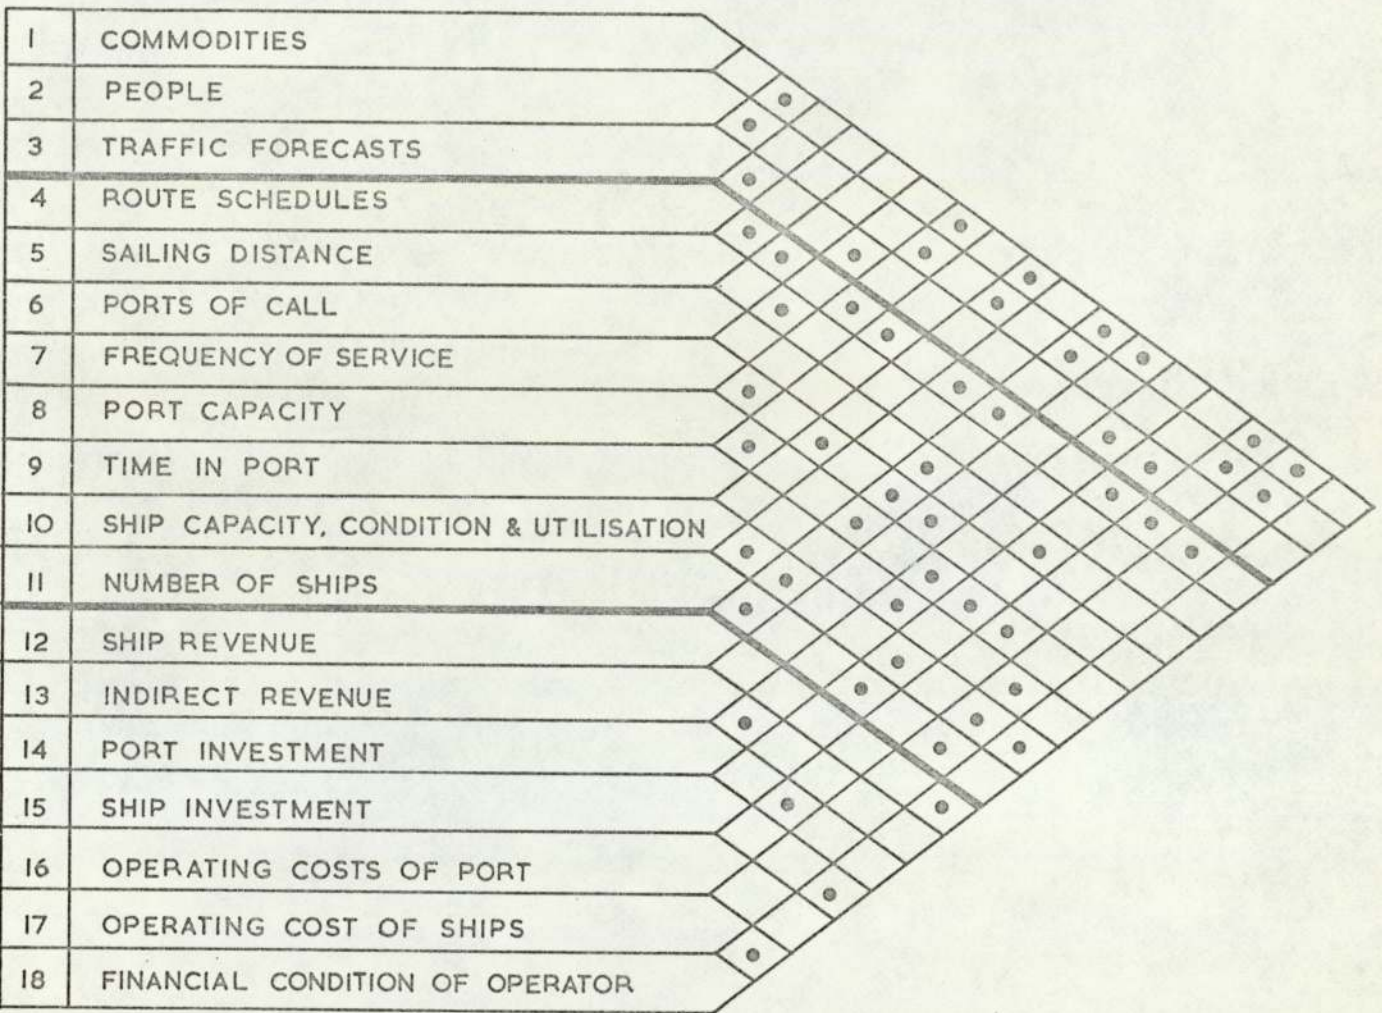 1 COMMODITIES
2 PEOPLE
3 TRAFFIC FORECASTS
4 ROUTE SCHEDULES
5 SAILING DISTANCE
6 PORTS OF CALL
7 FREQUENCY OF SERVICE
8 PORT CAPACITY
9 TIME IN PORT
10 SHIP CAPACITY, CONDITION & UTILISATION
11 NUMBER OF SHIPS
12 SHIP REVENUE
13 INDIRECT REVENUE
14 PORT INVESTMENT
15 SHIP INVESTMENT
16 OPERATING COSTS OF PORT
17 OPERATING COST OF SHIPS
18 FINANCIAL CONDITION OF OPERATOR